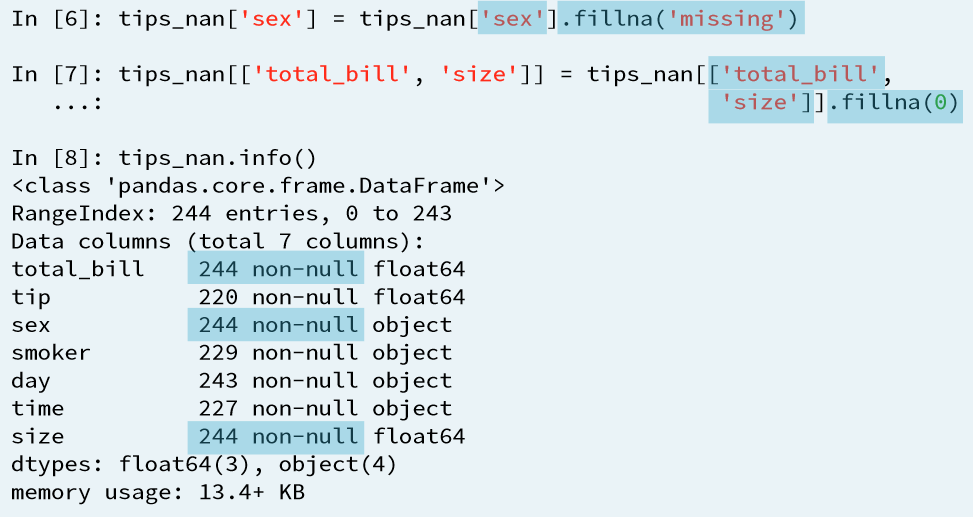 In [6]: tips_nan['sex'] = tips_nan['sex'].fillna('missing')
In [7]: tips_nan[['total_bill', 'size']] = tips_nan[['total_bill',
   ...:                                                          'size']].fillna(0)
In [8]: tips_nan.info()
<class 'pandas.core.frame.DataFrame'>
RangeIndex: 244 entries, 0 to 243
Data columns (total 7 columns):
total_bill    244 non-null float64
tip           220 non-null float64
sex           244 non-null object
smoker        229 non-null object
day           243 non-null object
time          227 non-null object
size          244 non-null float64
dtypes: float64(3), object(4)
memory usage: 13.4+ KB